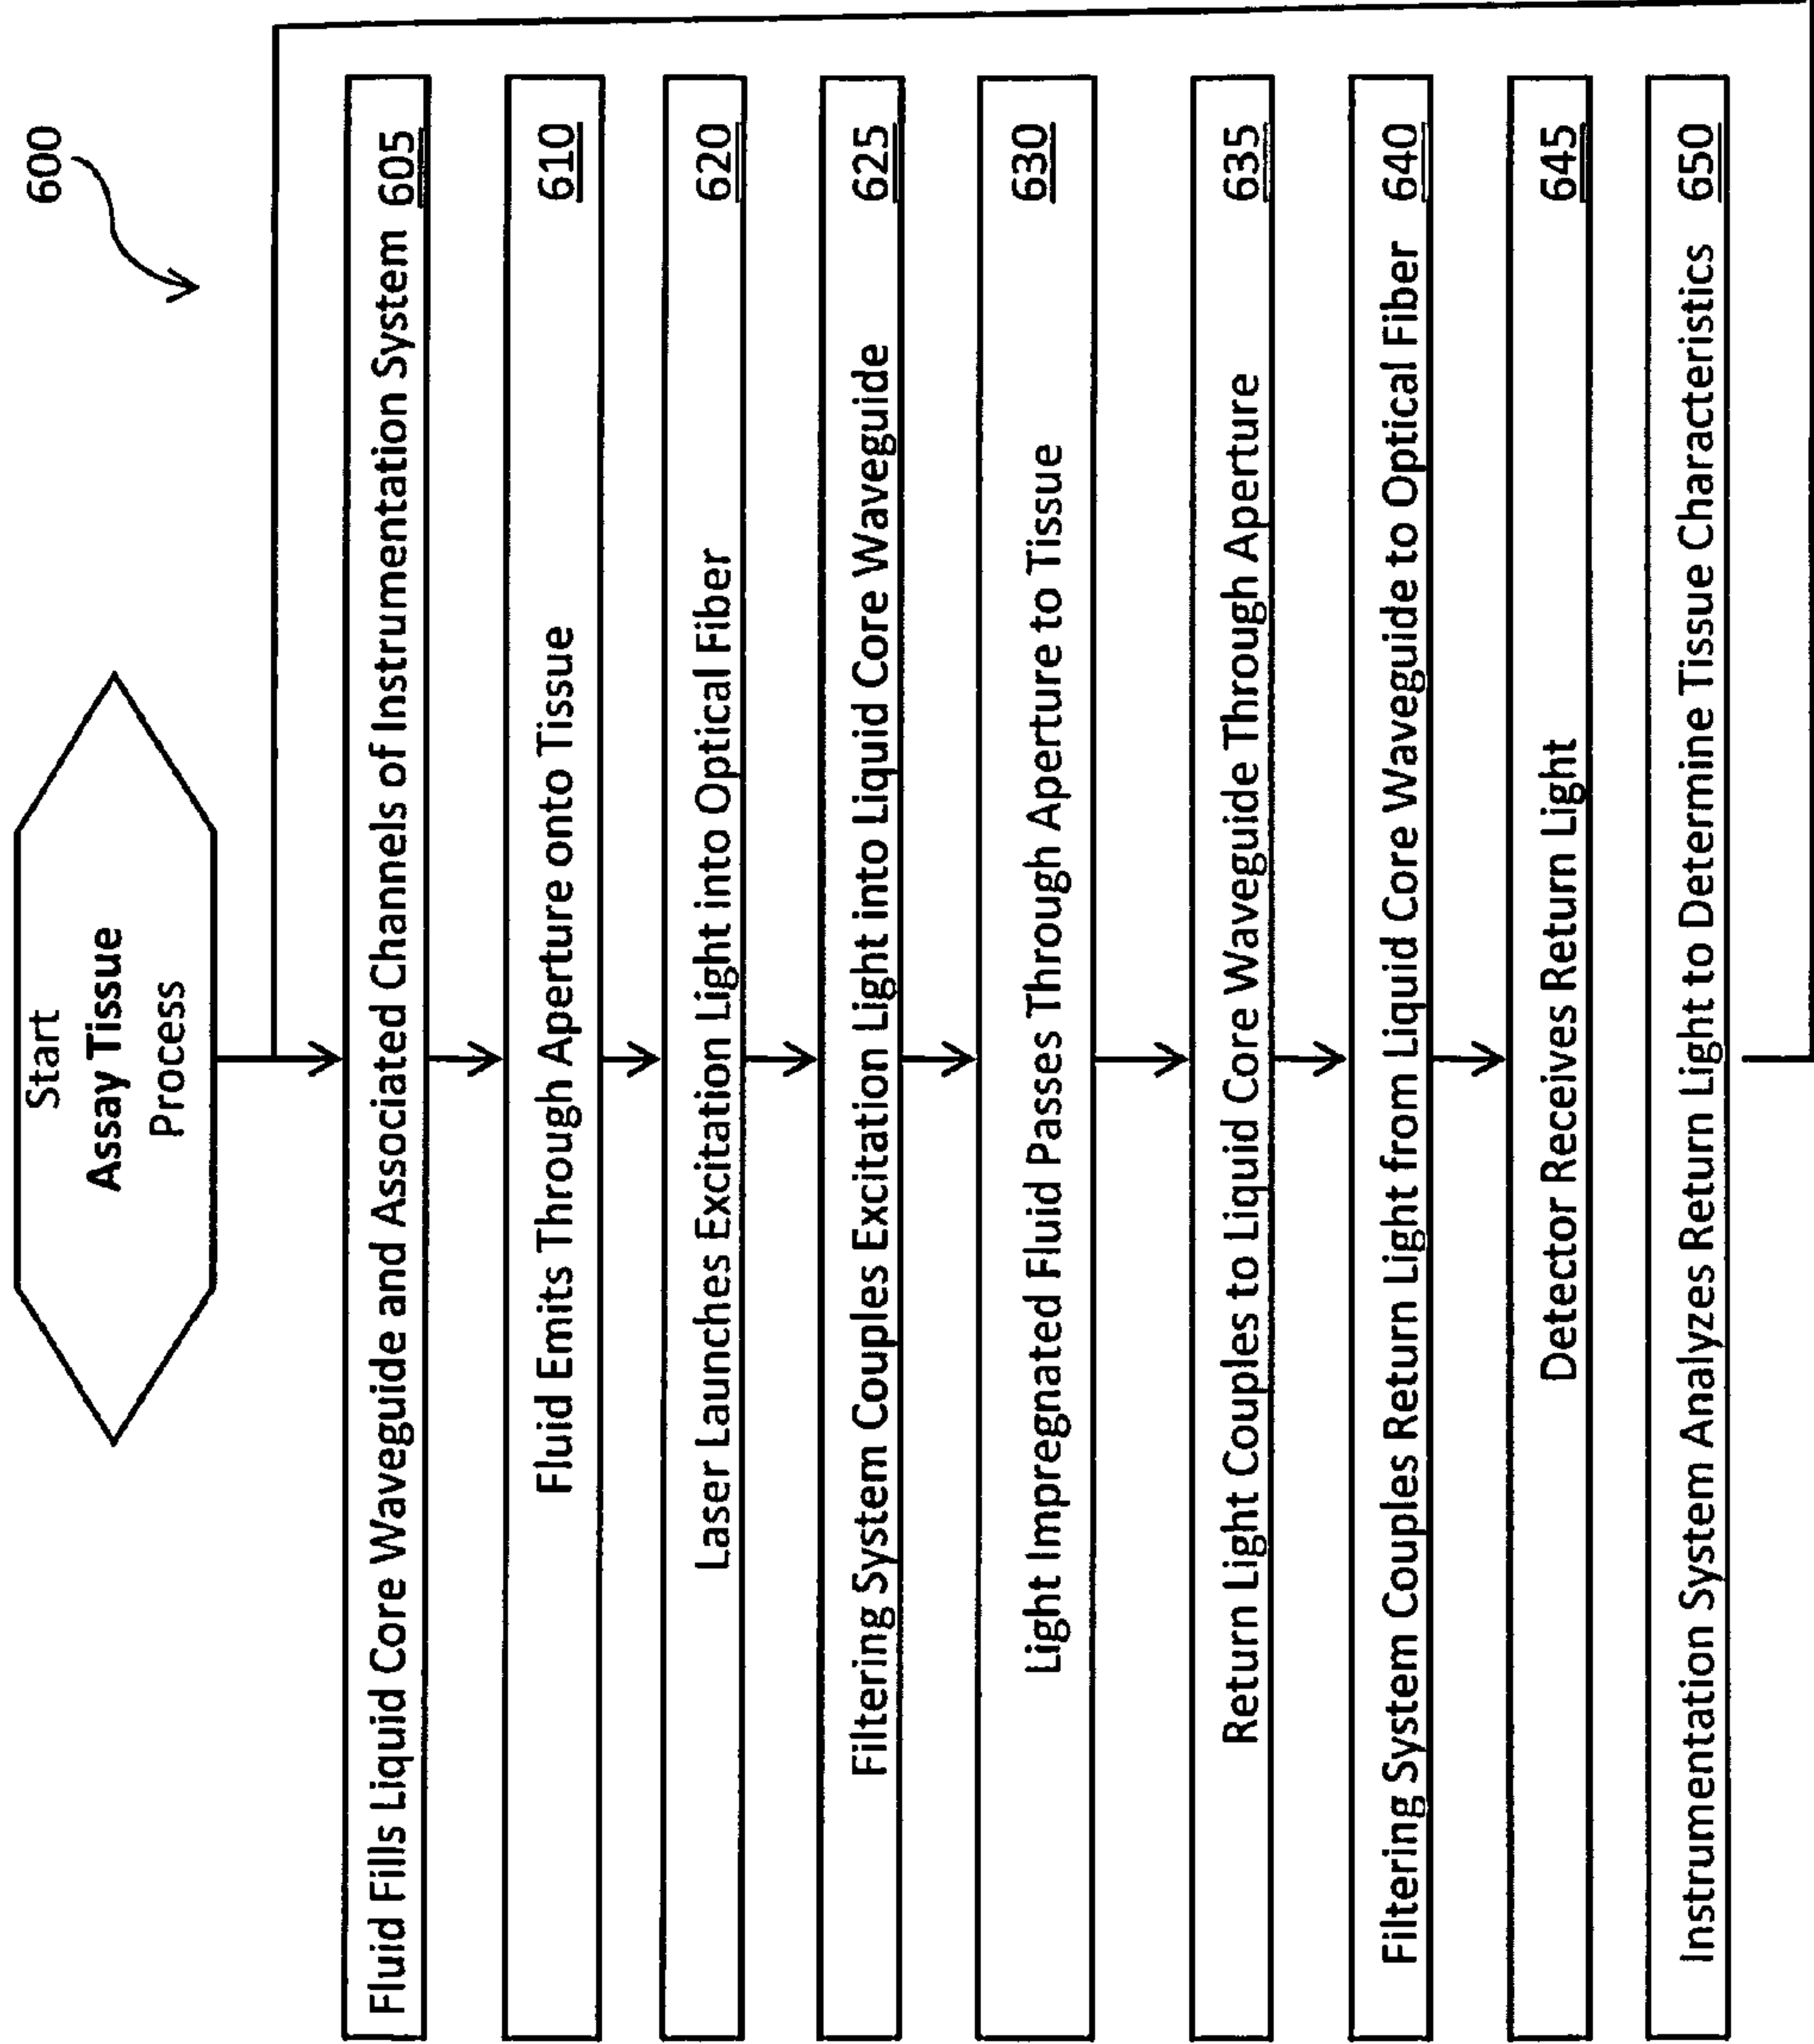 600
Start
Assay Tissue
Process
Fluid Fills Liquid Core Waveguide and Associated Channels of Instrumentation System 605
Fluid Emits Through Aperture onto Tissue 610
Laser Launches Excitation Light into Optical Fiber 620
Filtering System Couples Excitation Light into Liquid Core Waveguide 625
Light Impregnated Fluid Passes Through Aperture to Tissue 630
Return Light Couples to Liquid Core Waveguide Through Aperture 635
Filtering System Couples Return Light from Liquid Core Waveguide to Optical Fiber 640
Detector Receives Return Light 645
Instrumentation System Analyzes Return Light to Determine Tissue Characteristics 650